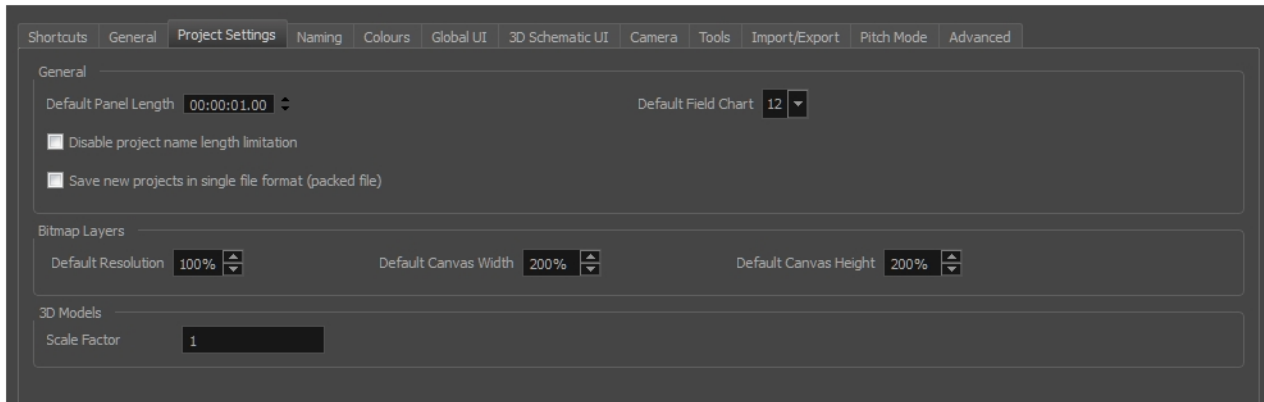 Shortcuts General Project Settings Naming Colours Global UI 3D Schematic UI Camera Tools Import/Export Pitch Mode Advanced
General
Default Panel Length 00:00:01.00 Default Field Chart 12
Disable project name length limitation
Save new projects in single file format (packed file)
Bitmap Layers
Default Resolution 100% Default Canvas Width 200% Default Canvas Height 200%
3D Models
Scale Factor 1